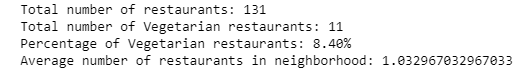 Total number of restaurants: 131
Total number of Vegetarian restaurants: 11
Percentage of Vegetarian restaurants: 8.40%
Average number of restaurants in neighborhood: 1.032967032967033